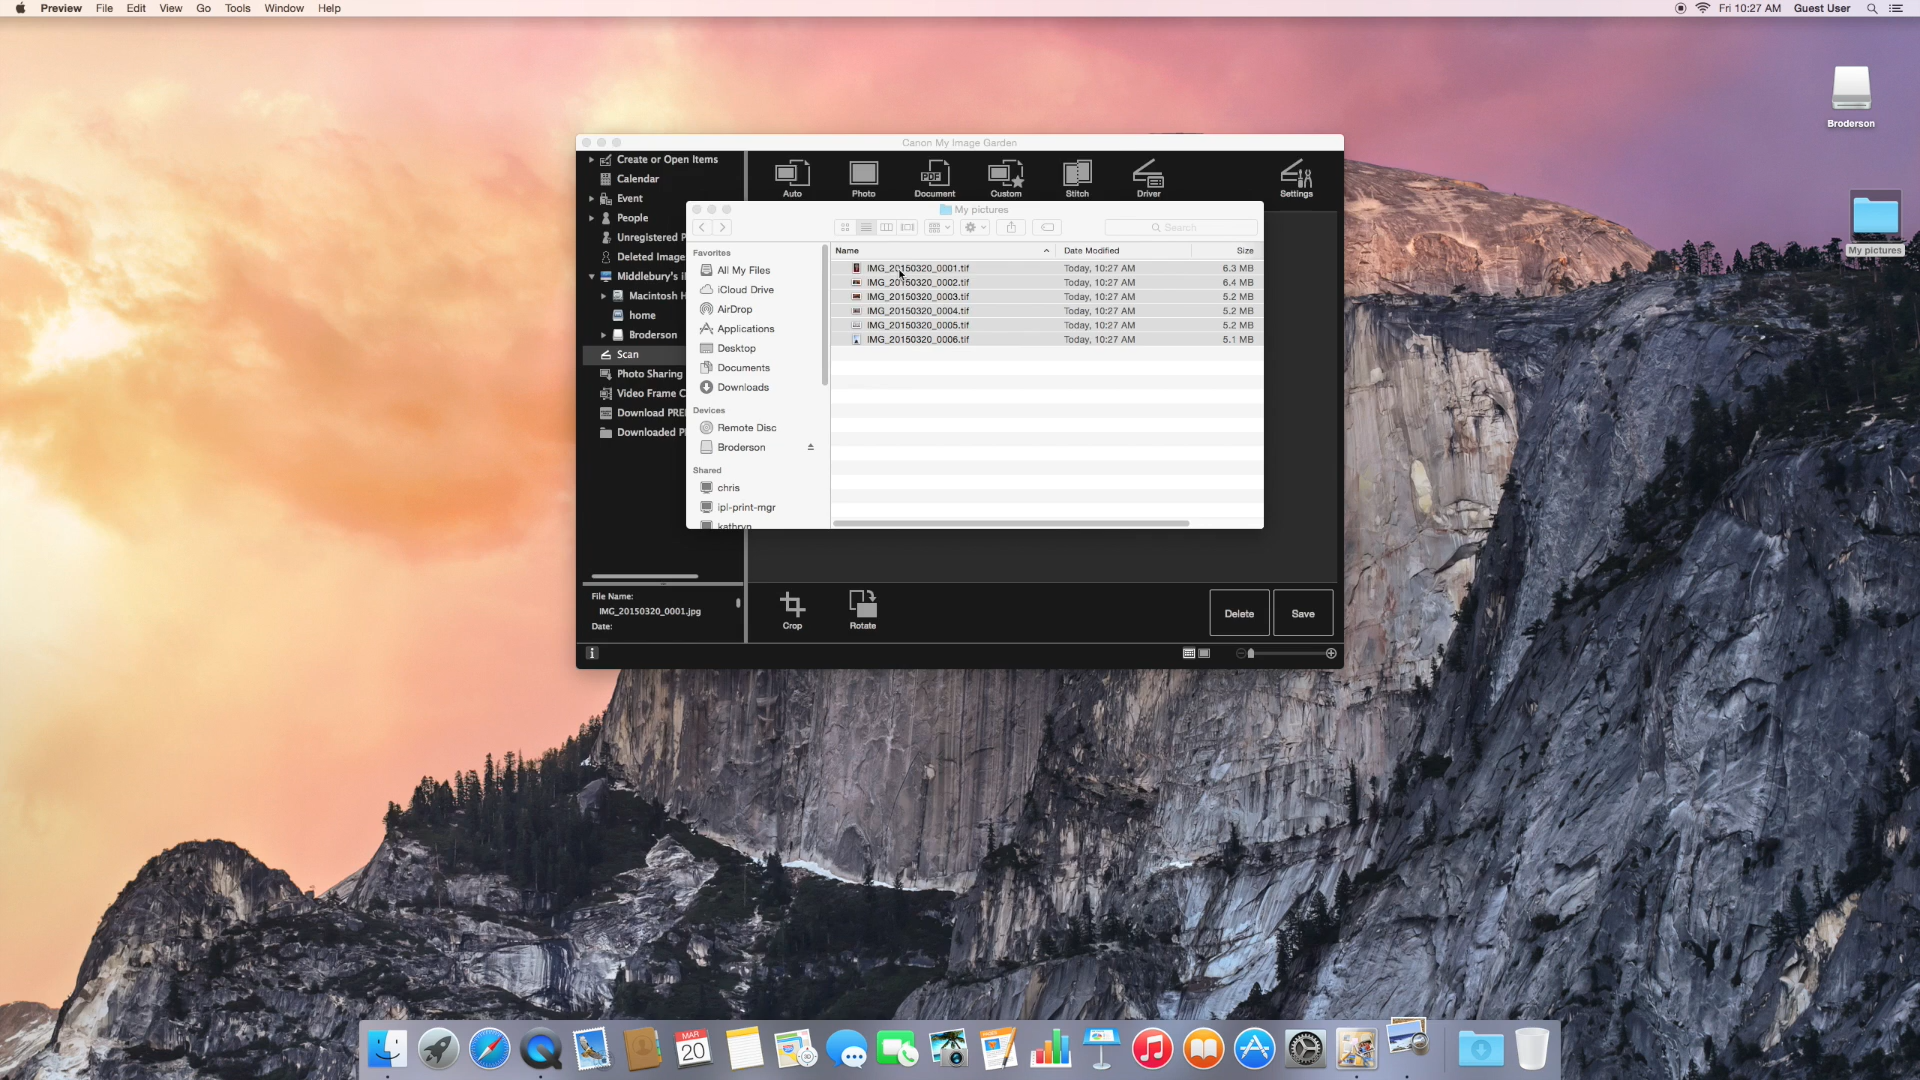 Preview File Edit View Go Tools Window Help
Fri 10:27 AM Guest User
Broderson
My pictures
Canon My Image Garden
Create or Open Items
Calendar
Event
People
Unregistered P
Deleted Image
Middlebury's i
Macintosh H
home
Broderson
Scan
Photo Sharing
Video Frame C
Download PRE
Downloaded P
Auto
Photo
PDF
Document
Custom
Stitch
Driver
Settings
My pictures
Search
Favorites
All My Files
iCloud Drive
AirDrop
Applications
Desktop
Documents
Downloads
Devices
Remote Disc
Broderson
Shared
chris
ipl-print-mgr
kathryn
Name Date Modified Size
IMG_20150320_0001.tif Today, 10:27 AM 6.3 MB
IMG_20150320_0002.tif Today, 10:27 AM 6.4 MB
IMG_20150320_0003.tif Today, 10:27 AM 5.2 MB
IMG_20150320_0004.tif Today, 10:27 AM 5.2 MB
IMG_20150320_0005.tif Today, 10:27 AM 5.2 MB
IMG_20150320_0006.tif Today, 10:27 AM 5.1 MB
File Name:
IMG_20150320_0001.jpg
Date:
Crop
Rotate
Delete
Save
MAR
20